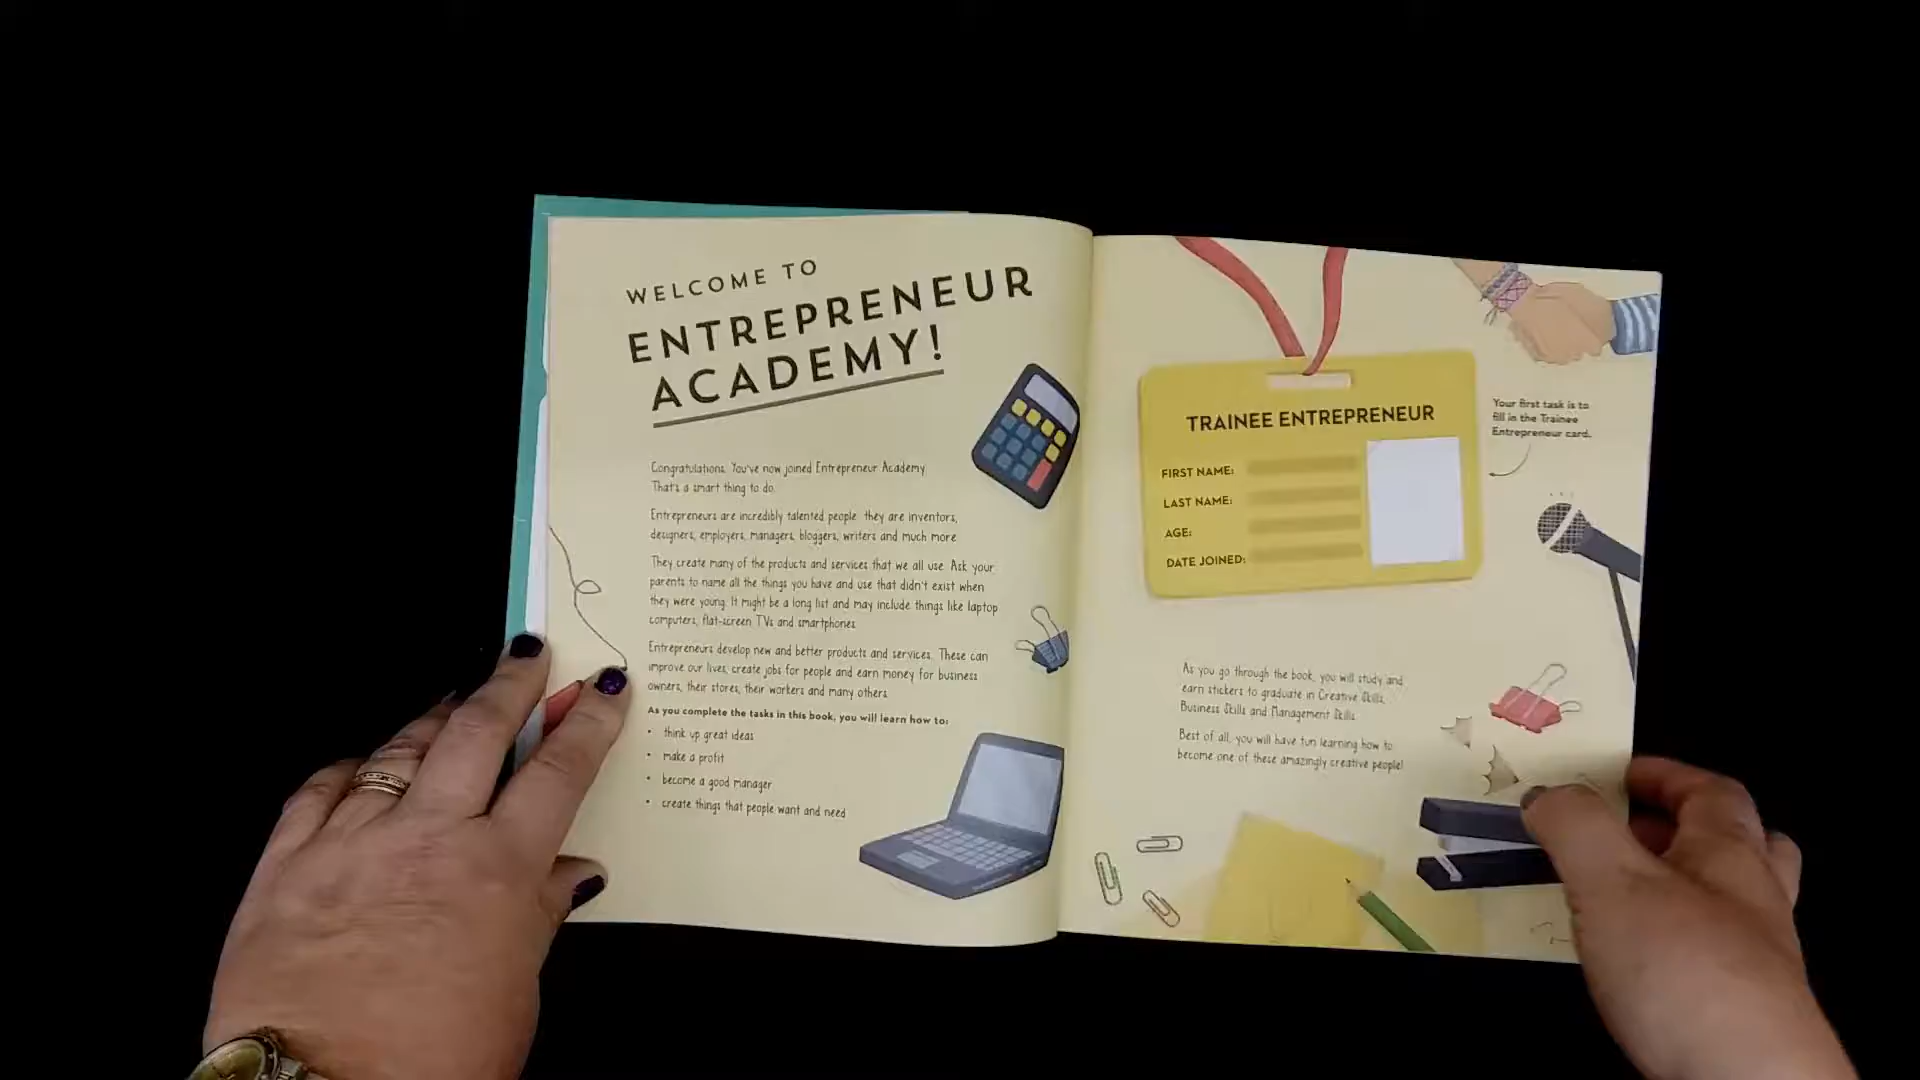 WELCOME TO
ENTREPRENEUR
ACADEMY!
Congratulations. You've now joined Entrepreneur Academy.
That's a smart thing to do.
Entrepreneurs are incredibly talented people: they are inventors,
designers, employers, managers, bloggers, writers and much more.
They create many of the products and services that we all use. Ask your
parents to name all the things you have and use that didn't exist when
they were young. It might be a long list and may include things like laptop
computers, flat-screen TVs and smartphones.
Entrepreneurs develop new and better products and services. These can
improve our lives, create jobs for people and earn money for business
owners, their stores, their workers and many others.
As you complete the tasks in this book, you will learn how to:
• think up great ideas
• make a profit
• become a good manager
• create things that people want and need
TRAINEE ENTREPRENEUR
FIRST NAME:
LAST NAME:
AGE:
DATE JOINED:
Your first task is to
fill in the Trainee
Entrepreneur card.
As you go through the book, you will study and
earn stickers to graduate in Creative Skills,
Business Skills and Management Skills.
Best of all, you will have fun learning how to
become one of these amazingly creative people!